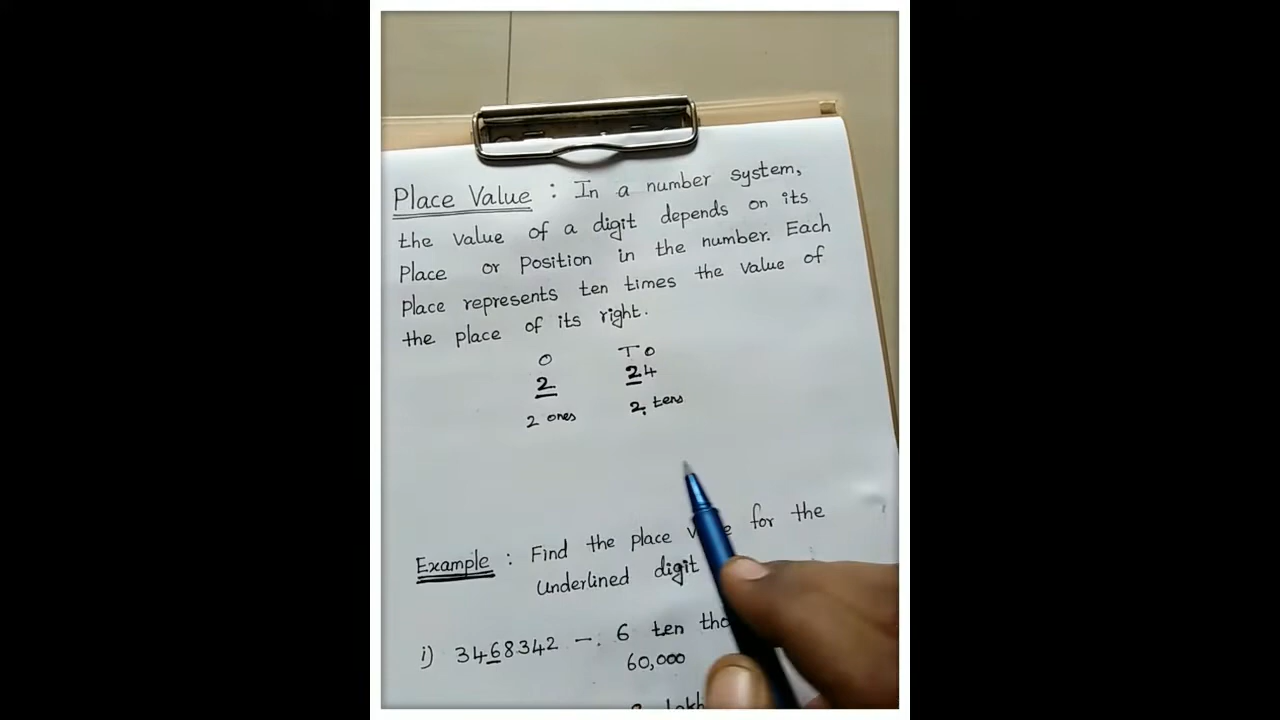 Place Value : In a number system,
the value of a digit depends on its
Place or Position in the number. Each
Place represents ten times the value of
the place of its right.
O T O
2 24
2 ones 2 tens
Example : Find the place for the
Underlined digit
i) 3468342 - 6 ten
60,000